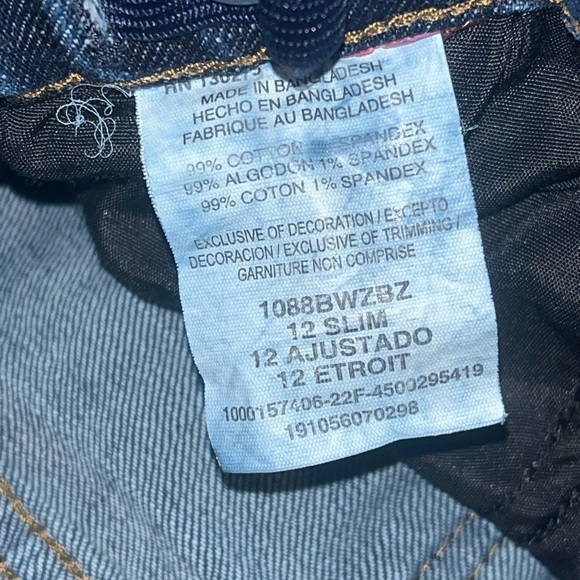 RN 130273
MADE IN BANGLADESH
HECHO EN BANGLADESH
FABRIQUE AU BANGLADESH
99% COTTON 1% SPANDEX
99% ALGODON 1% SPANDEX
99% COTON 1% SPANDEX
EXCLUSIVE OF DECORATION / EXCEPTO
DECORACION / EXCLUSIVE OF TRIMMING /
GARNITURE NON COMPRISE
1088BWZBZ
12 SLIM
12 AJUSTADO
12 ETROIT
1000157406-22F-4500295419
191056070298